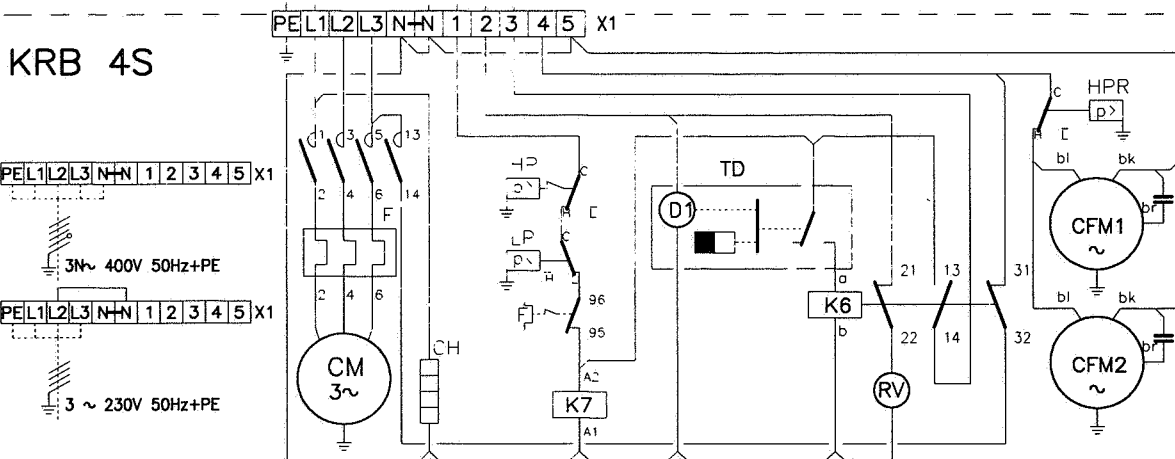 PE L1 L2 L3 N N 1 2 3 4 5 X1
KRB 4S
C HPR
P>
1 3 5 13
bl bk
PE L1 L2 L3 N N 1 2 3 4 5 X1
HP C
TD
2 4 6 14
F
D1
CFM1
~
br
LP C
P
3N~ 400V 50Hz+PE
2 4 6
a
21 13 31
bl bk
PE L1 L2 L3 N N 1 2 3 4 5 X1
F
96
95
K6
b
22 14 32
br
CM
3~
CH
CFM2
~
A2
K7
A1
RV
3 ~ 230V 50Hz+PE